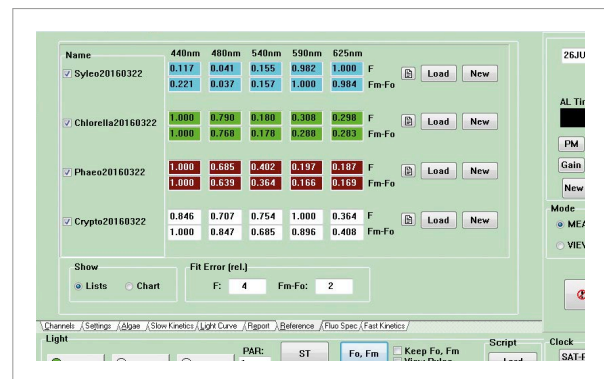 Name 440nm 480nm 540nm 590nm 625nm
0.117 0.041 0.155 0.982 1.000 F
Syleo20160322 Load New
0.221 0.037 0.157 1.000 0.984 Fm-Fo
1.000 0.790 0.180 0.308 0.298 F
Chlorella20160322 Load New
1.000 0.768 0.178 0.288 0.283 Fm-Fo
1.000 0.685 0.402 0.197 0.187 F
Phaeo20160322 Load New
1.000 0.639 0.364 0.166 0.169 Fm-Fo
0.846 0.707 0.754 1.000 0.364 F
Crypto20160322 Load New
1.000 0.847 0.685 0.896 0.408 Fm-Fo
Show Fit Error (rel.)
Lists Chart F: 4 Fm-Fo: 2
Channels Settings Algae Slow Kinetics Light Curve Report Reference Fluo Spec Fast Kinetics
Light PAR: ST Fo, Fm Keep Fo, Fm Script
26JU
AL Tim
PM
Gain
New
Mode
MEA
VIEW
Clock